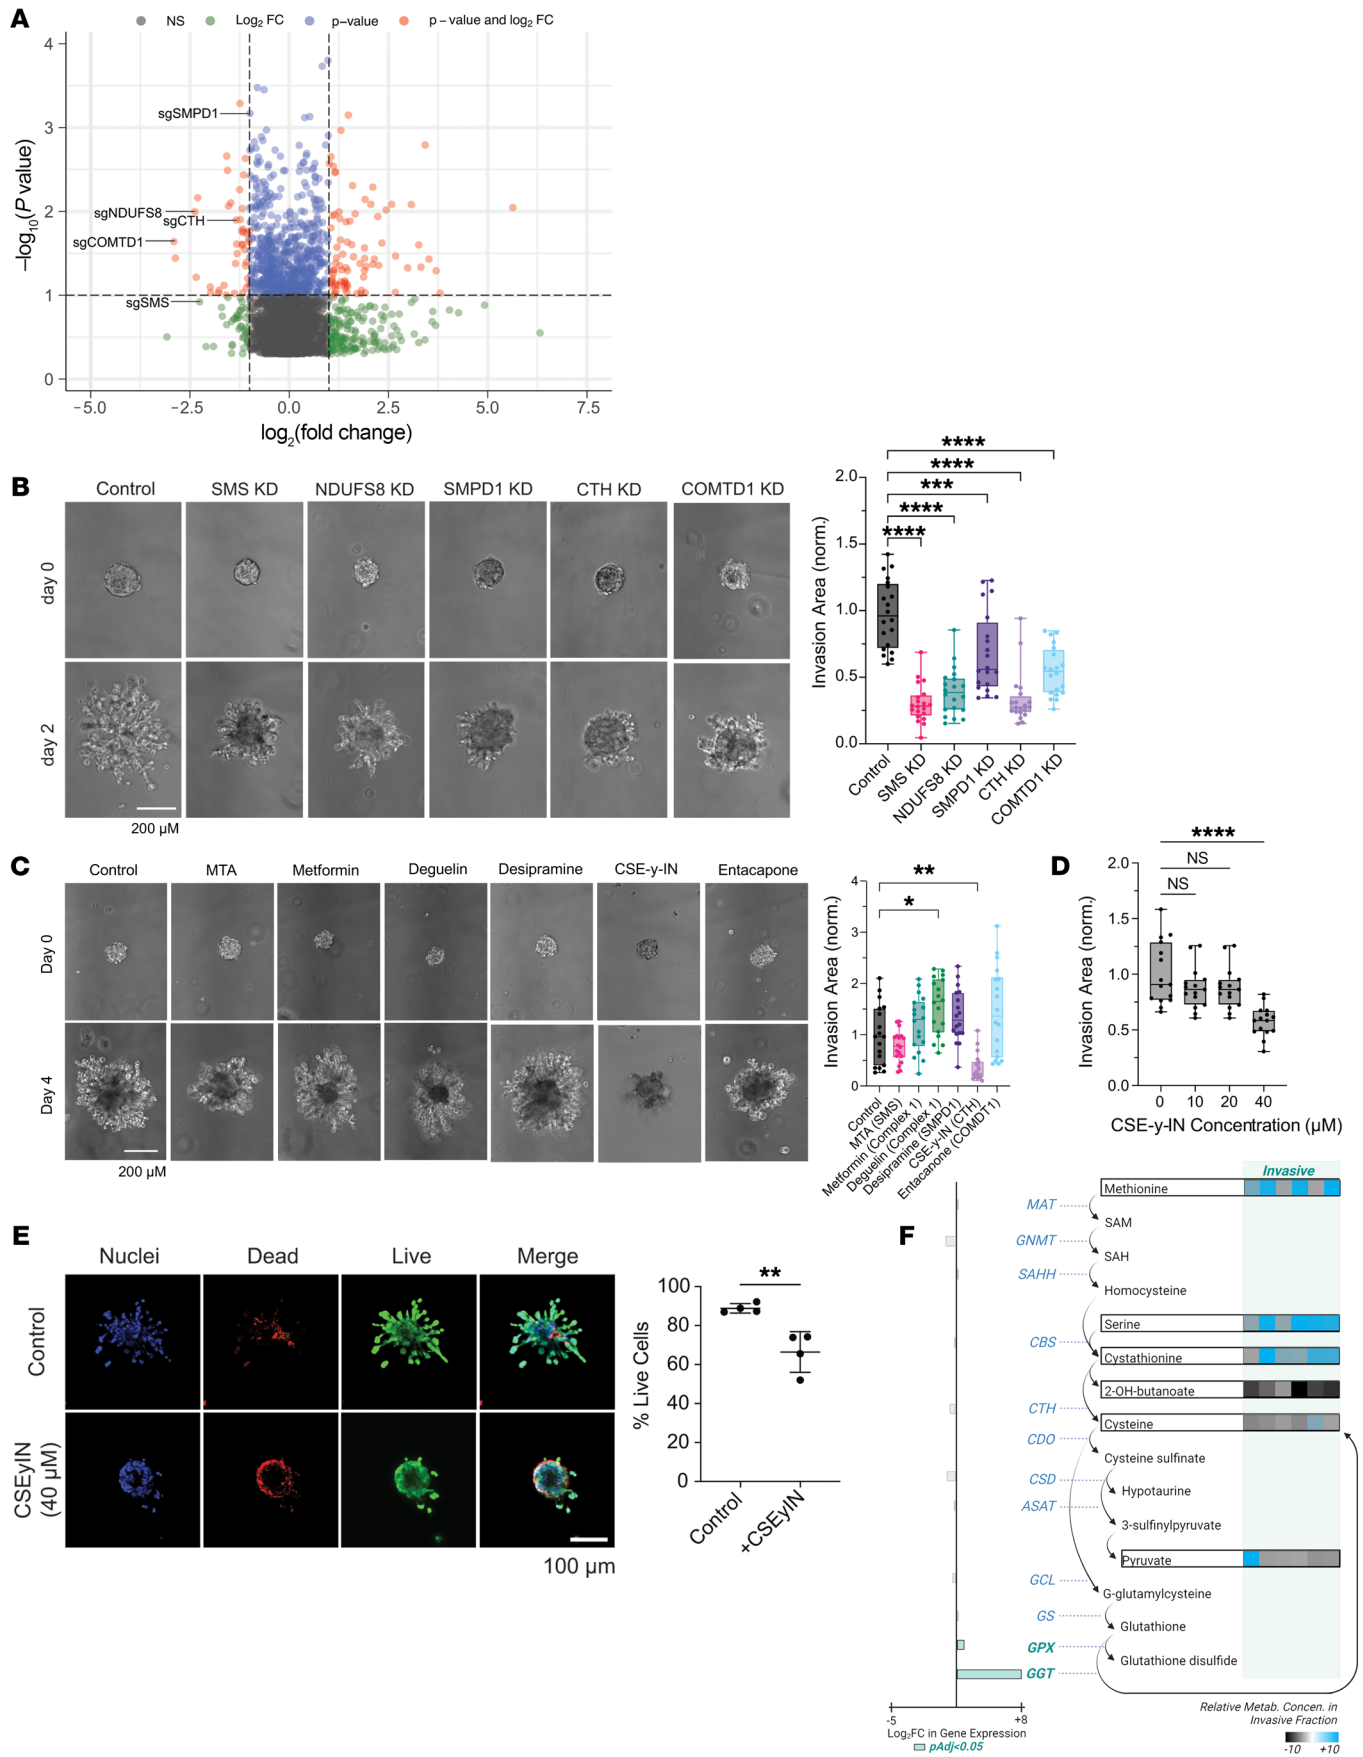 A
NS
Log2 FC
p−value
p − value and log2 FC
4
3
2
1
0
−log10(P value)
sgSMPD1
sgNDUFS8
sgCTH
sgCOMTD1
sgSMS
−5.0
−2.5
0.0
2.5
5.0
7.5
log2(fold change)
B
Control
SMS KD
NDUFS8 KD
SMPD1 KD
CTH KD
COMTD1 KD
day 0
day 2
200 µM
****
****
***
****
****
2.0
1.5
1.0
0.5
0.0
Invasion Area (norm.)
Control
SMS KD
NDUFS8 KD
SMPD1 KD
CTH KD
COMTD1 KD
C
Control
MTA
Metformin
Deguelin
Desipramine
CSE-y-IN
Entacapone
Day 0
Day 4
200 µM
**
*
4
3
2
1
0
Invasion Area (norm.)
Control
MTA (SMS)
Metformin (Complex 1)
Deguelin (Complex 1)
Desipramine (SMPD1)
CSE-y-IN (CTH)
Entacapone (COMDT1)
D
****
NS
NS
2.0
1.5
1.0
0.5
0.0
Invasion Area (norm.)
0
10
20
40
CSE-y-IN Concentration (µM)
E
Nuclei
Dead
Live
Merge
Control
CSEyIN
(40 µM)
100 µm
**
100
80
60
40
20
0
% Live Cells
Control
+CSEyIN
F
Invasive
MAT
GNMT
SAHH
CBS
CTH
CDO
CSD
ASAT
GCL
GS
GPX
GGT
Methionine
SAM
SAH
Homocysteine
Serine
Cystathionine
2-OH-butanoate
Cysteine
Cysteine sulfinate
Hypotaurine
3-sulfinylpyruvate
Pyruvate
G-glutamylcysteine
Glutathione
Glutathione disulfide
-5
+8
Log2FC in Gene Expression
pAdj<0.05
Relative Metab. Concen. in
Invasive Fraction
-10
+10